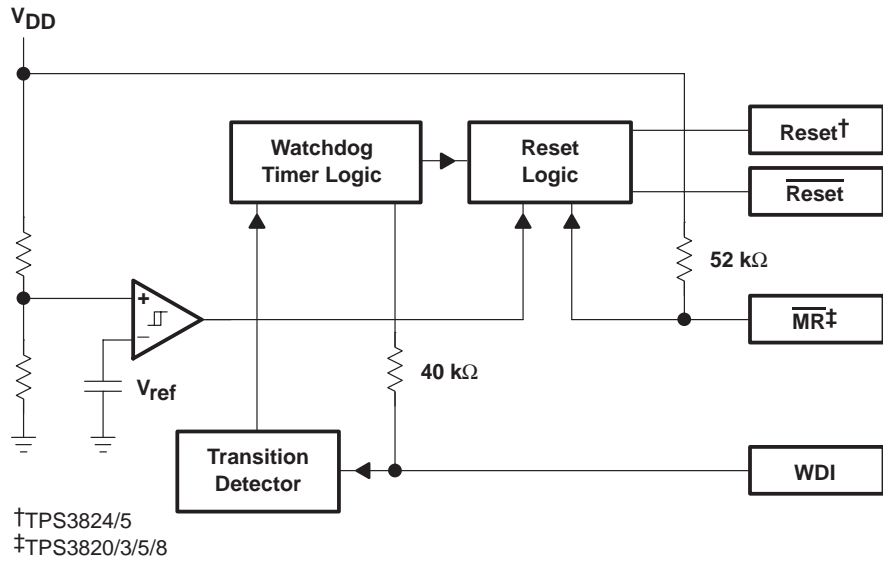 VDD
Watchdog
Timer Logic
Reset
Logic
Reset†
Reset
52 kΩ
+
−
MR‡
Vref
40 kΩ
Transition
Detector
WDI
†TPS3824/5
‡TPS3820/3/5/8